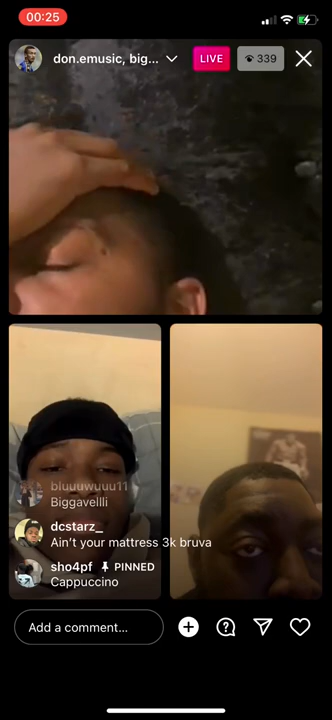 00:25
don.emusic, big...
LIVE
339
bluuuwuuu11
Biggavellli
dcstarz_
Ain't your mattress 3k bruva
sho4pf PINNED
Cappuccino
Add a comment...